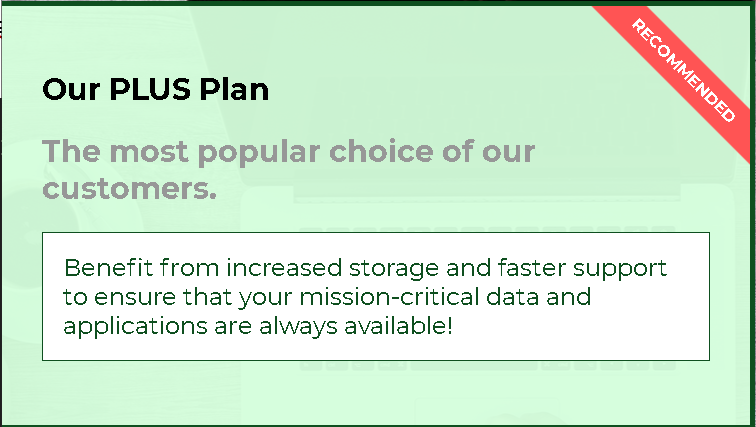 RECOMMENDED
Our PLUS Plan
The most popular choice of our
customers.
Benefit from increased storage and faster support
to ensure that your mission-critical data and
applications are always available!